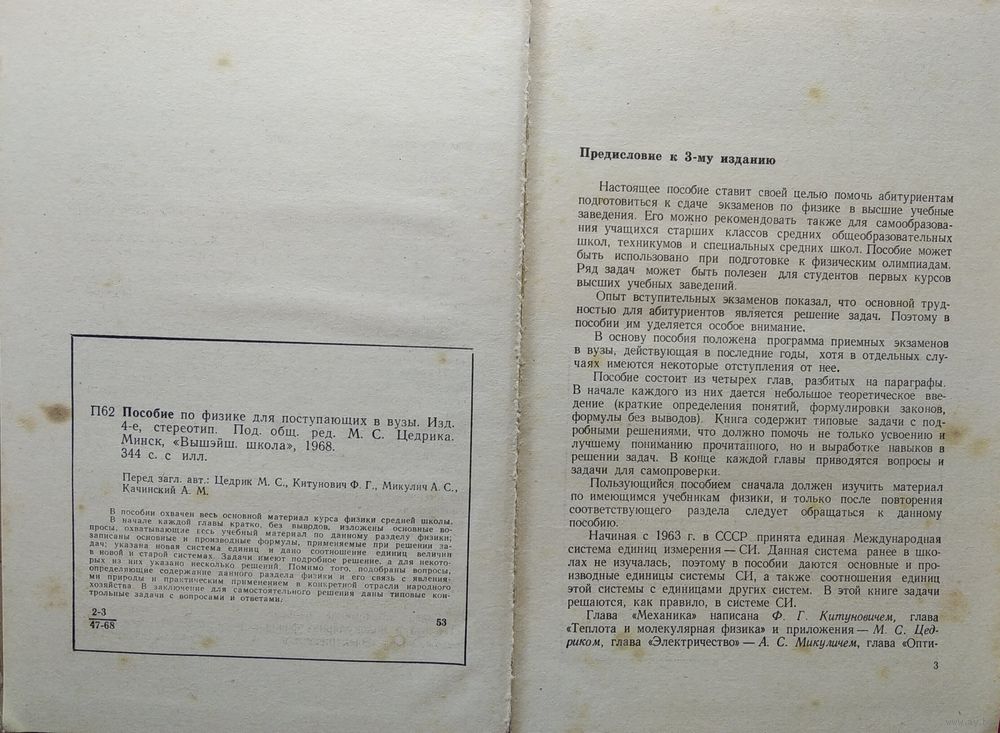 П62 Пособие по физике для поступающих в вузы. Изд.
4-е, стереотип. Под. общ. ред. М. С. Цедрика.
Минск, «Вышэйш. школа», 1968.
344 с. с илл.
Перед загл. авт.: Цедрик М. С., Китунович Ф. Г., Микулич А. С.,
Качинский А. М.
В пособии охвачен весь основной материал курса физики средней школы.
В начале каждой главы кратко, без выводов, изложены основные во-
просы, охватывающие весь учебный материал по данному разделу физики;
записаны основные и производные формулы, применяемые при решении за-
дач; указана новая система единиц и дано соотношение единиц величин
в новой и старой системах. Задачи имеют подробное решение, а для некото-
рых из них указано несколько решений. Помимо того, подобраны вопросы,
определяющие содержание данного раздела физики и его связь с явления-
ми природы и практическим применением в конкретной отрасли народного
хозяйства. В заключение для самостоятельного решения даны типовые кон-
трольные задачи с вопросами и ответами.
2-3
47-68
53
Предисловие к 3-му изданию
Настоящее пособие ставит своей целью помочь абитуриентам
подготовиться к сдаче экзаменов по физике в высшие учебные
заведения. Его можно рекомендовать также для самообразова-
ния учащихся старших классов средних общеобразовательных
школ, техникумов и специальных средних школ. Пособие может
быть использовано при подготовке к физическим олимпиадам.
Ряд задач может быть полезен для студентов первых курсов
высших учебных заведений.
Опыт вступительных экзаменов показал, что основной труд-
ностью для абитуриентов является решение задач. Поэтому в
пособии им уделяется особое внимание.
В основу пособия положена программа приемных экзаменов
в вузы, действующая в последние годы, хотя в отдельных слу-
чаях имеются некоторые отступления от нее.
Пособие состоит из четырех глав, разбитых на параграфы.
В начале каждого из них дается небольшое теоретическое вве-
дение (краткие определения понятий, формулировки законов,
формулы без выводов). Книга содержит типовые задачи с под-
робными решениями, что должно помочь не только усвоению и
лучшему пониманию прочитанного, но и выработке навыков в
решении задач. В конце каждой главы приводятся вопросы и
задачи для самопроверки.
Пользующийся пособием сначала должен изучить материал
по имеющимся учебникам физики, и только после повторения
соответствующего раздела следует обращаться к данному
пособию.
Начиная с 1963 г. в СССР принята единая Международная
система единиц измерения — СИ. Данная система ранее в шко-
лах не изучалась, поэтому в пособии даются основные и про-
изводные единицы системы СИ, а также соотношения единиц
этой системы с единицами других систем. В этой книге задачи
решаются, как правило, в системе СИ.
Глава «Механика» написана Ф. Г. Китуновичем, глава
«Теплота и молекулярная физика» и приложения — М. С. Цед-
риком, глава «Электричество» — А. С. Микуличем, глава «Опти-
3